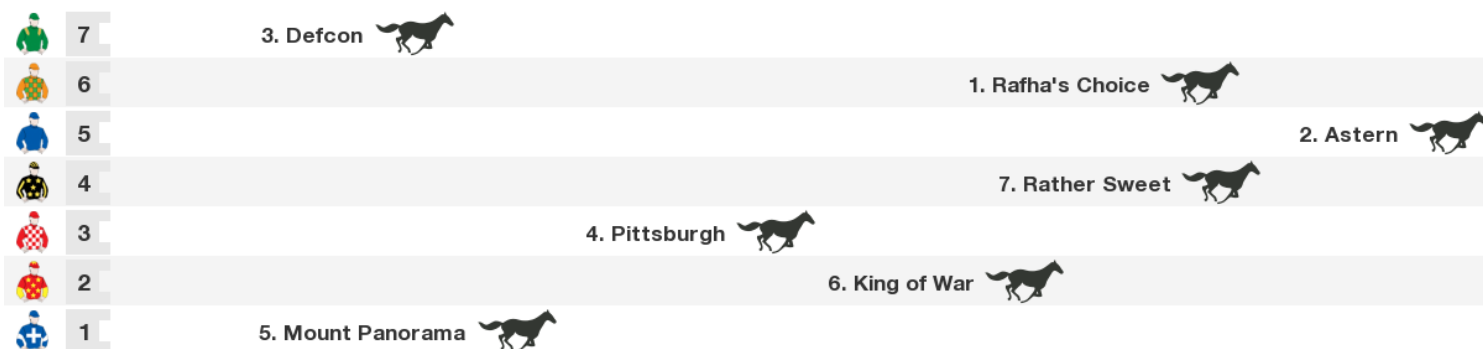 7 3. Defcon
6 1. Rafha's Choice
5 2. Astern
4 7. Rather Sweet
3 4. Pittsburgh
2 6. King of War
1 5. Mount Panorama